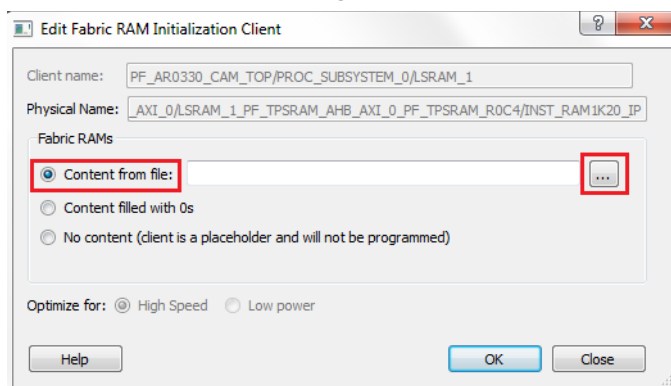 Edit Fabric RAM Initialization Client
Client name: PF_AR0330_CAM_TOP/PROC_SUBSYSTEM_0/LSRAM_1
Physical Name: _AXI_0/LSRAM_1_PF_TPSRAM_AHB_AXI_0_PF_TPSRAM_R0C4/INST_RAM1K20_IP
Fabric RAMs
Content from file: ...
Content filled with 0s
No content (client is a placeholder and will not be programmed)
Optimize for: High Speed Low power
Help OK Close